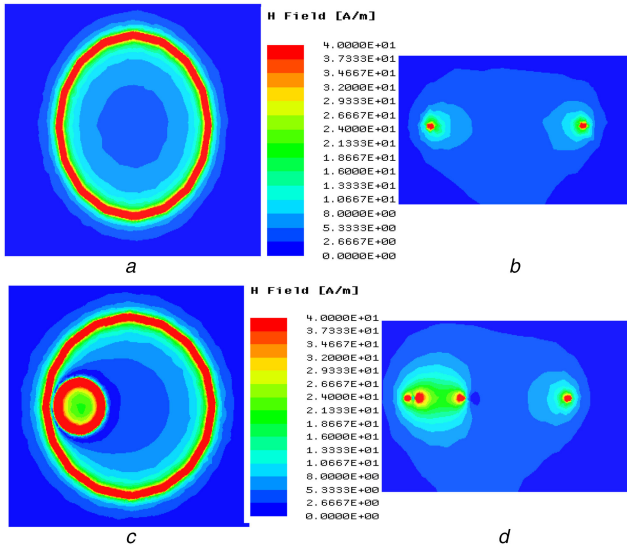 H Field [A/m]
4.0000E+01
3.7333E+01
3.4667E+01
3.2000E+01
2.9333E+01
2.6667E+01
2.4000E+01
2.1333E+01
1.8667E+01
1.6000E+01
1.3333E+01
1.0667E+01
8.0000E+00
5.3333E+00
2.6667E+00
0.0000E+00
a
b
H Field [A/m]
4.0000E+01
3.7333E+01
3.4667E+01
3.2000E+01
2.9333E+01
2.6667E+01
2.4000E+01
2.1333E+01
1.8667E+01
1.6000E+01
1.3333E+01
1.0667E+01
8.0000E+00
5.3333E+00
2.6667E+00
0.0000E+00
c
d